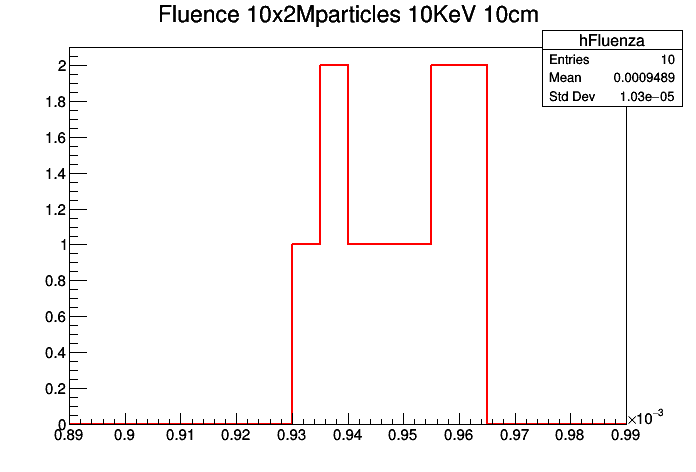 Fluence 10x2Mparticles 10KeV 10cm
hFluenza
Entries 10
Mean 0.0009489
Std Dev 1.03e−05
2
1.8
1.6
1.4
1.2
1
0.8
0.6
0.4
0.2
0
0.89 0.9 0.91 0.92 0.93 0.94 0.95 0.96 0.97 0.98 0.99
×10⁻³